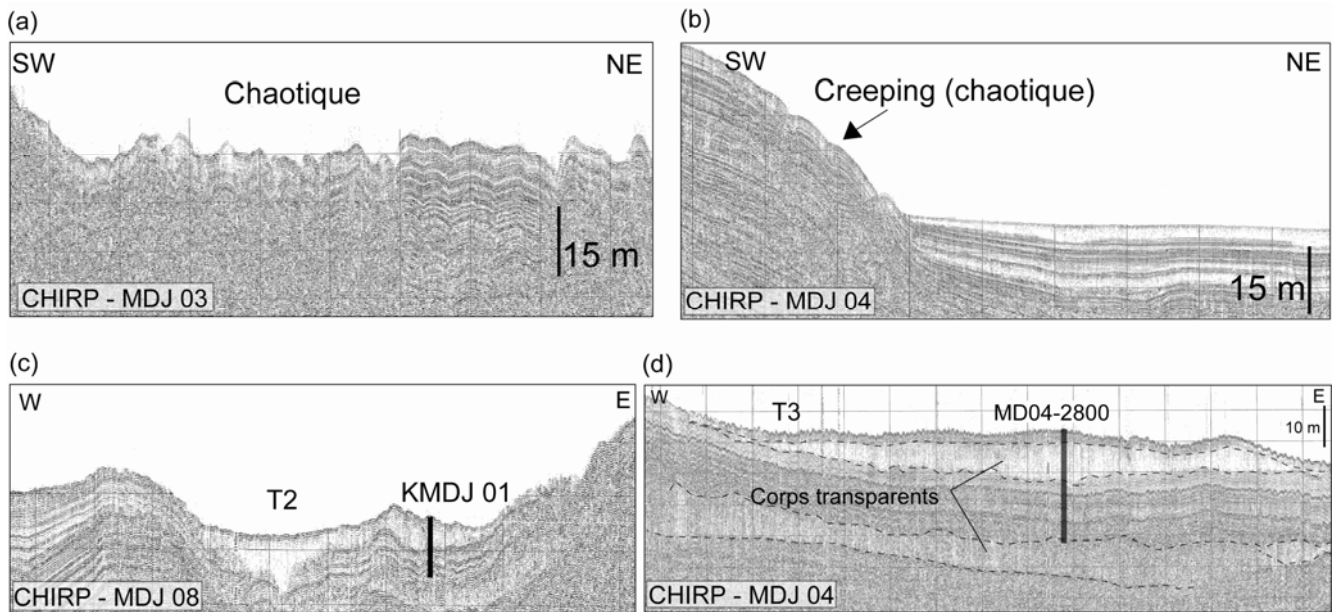 (a)
SW
NE
Chaotique
15 m
CHIRP - MDJ 03
(b)
SW
NE
Creeping (chaotique)
15 m
CHIRP - MDJ 04
(c)
W
E
T2
KMDJ 01
CHIRP - MDJ 08
(d)
W
E
T3
MD04-2800
10 m
Corps transparents
CHIRP - MDJ 04